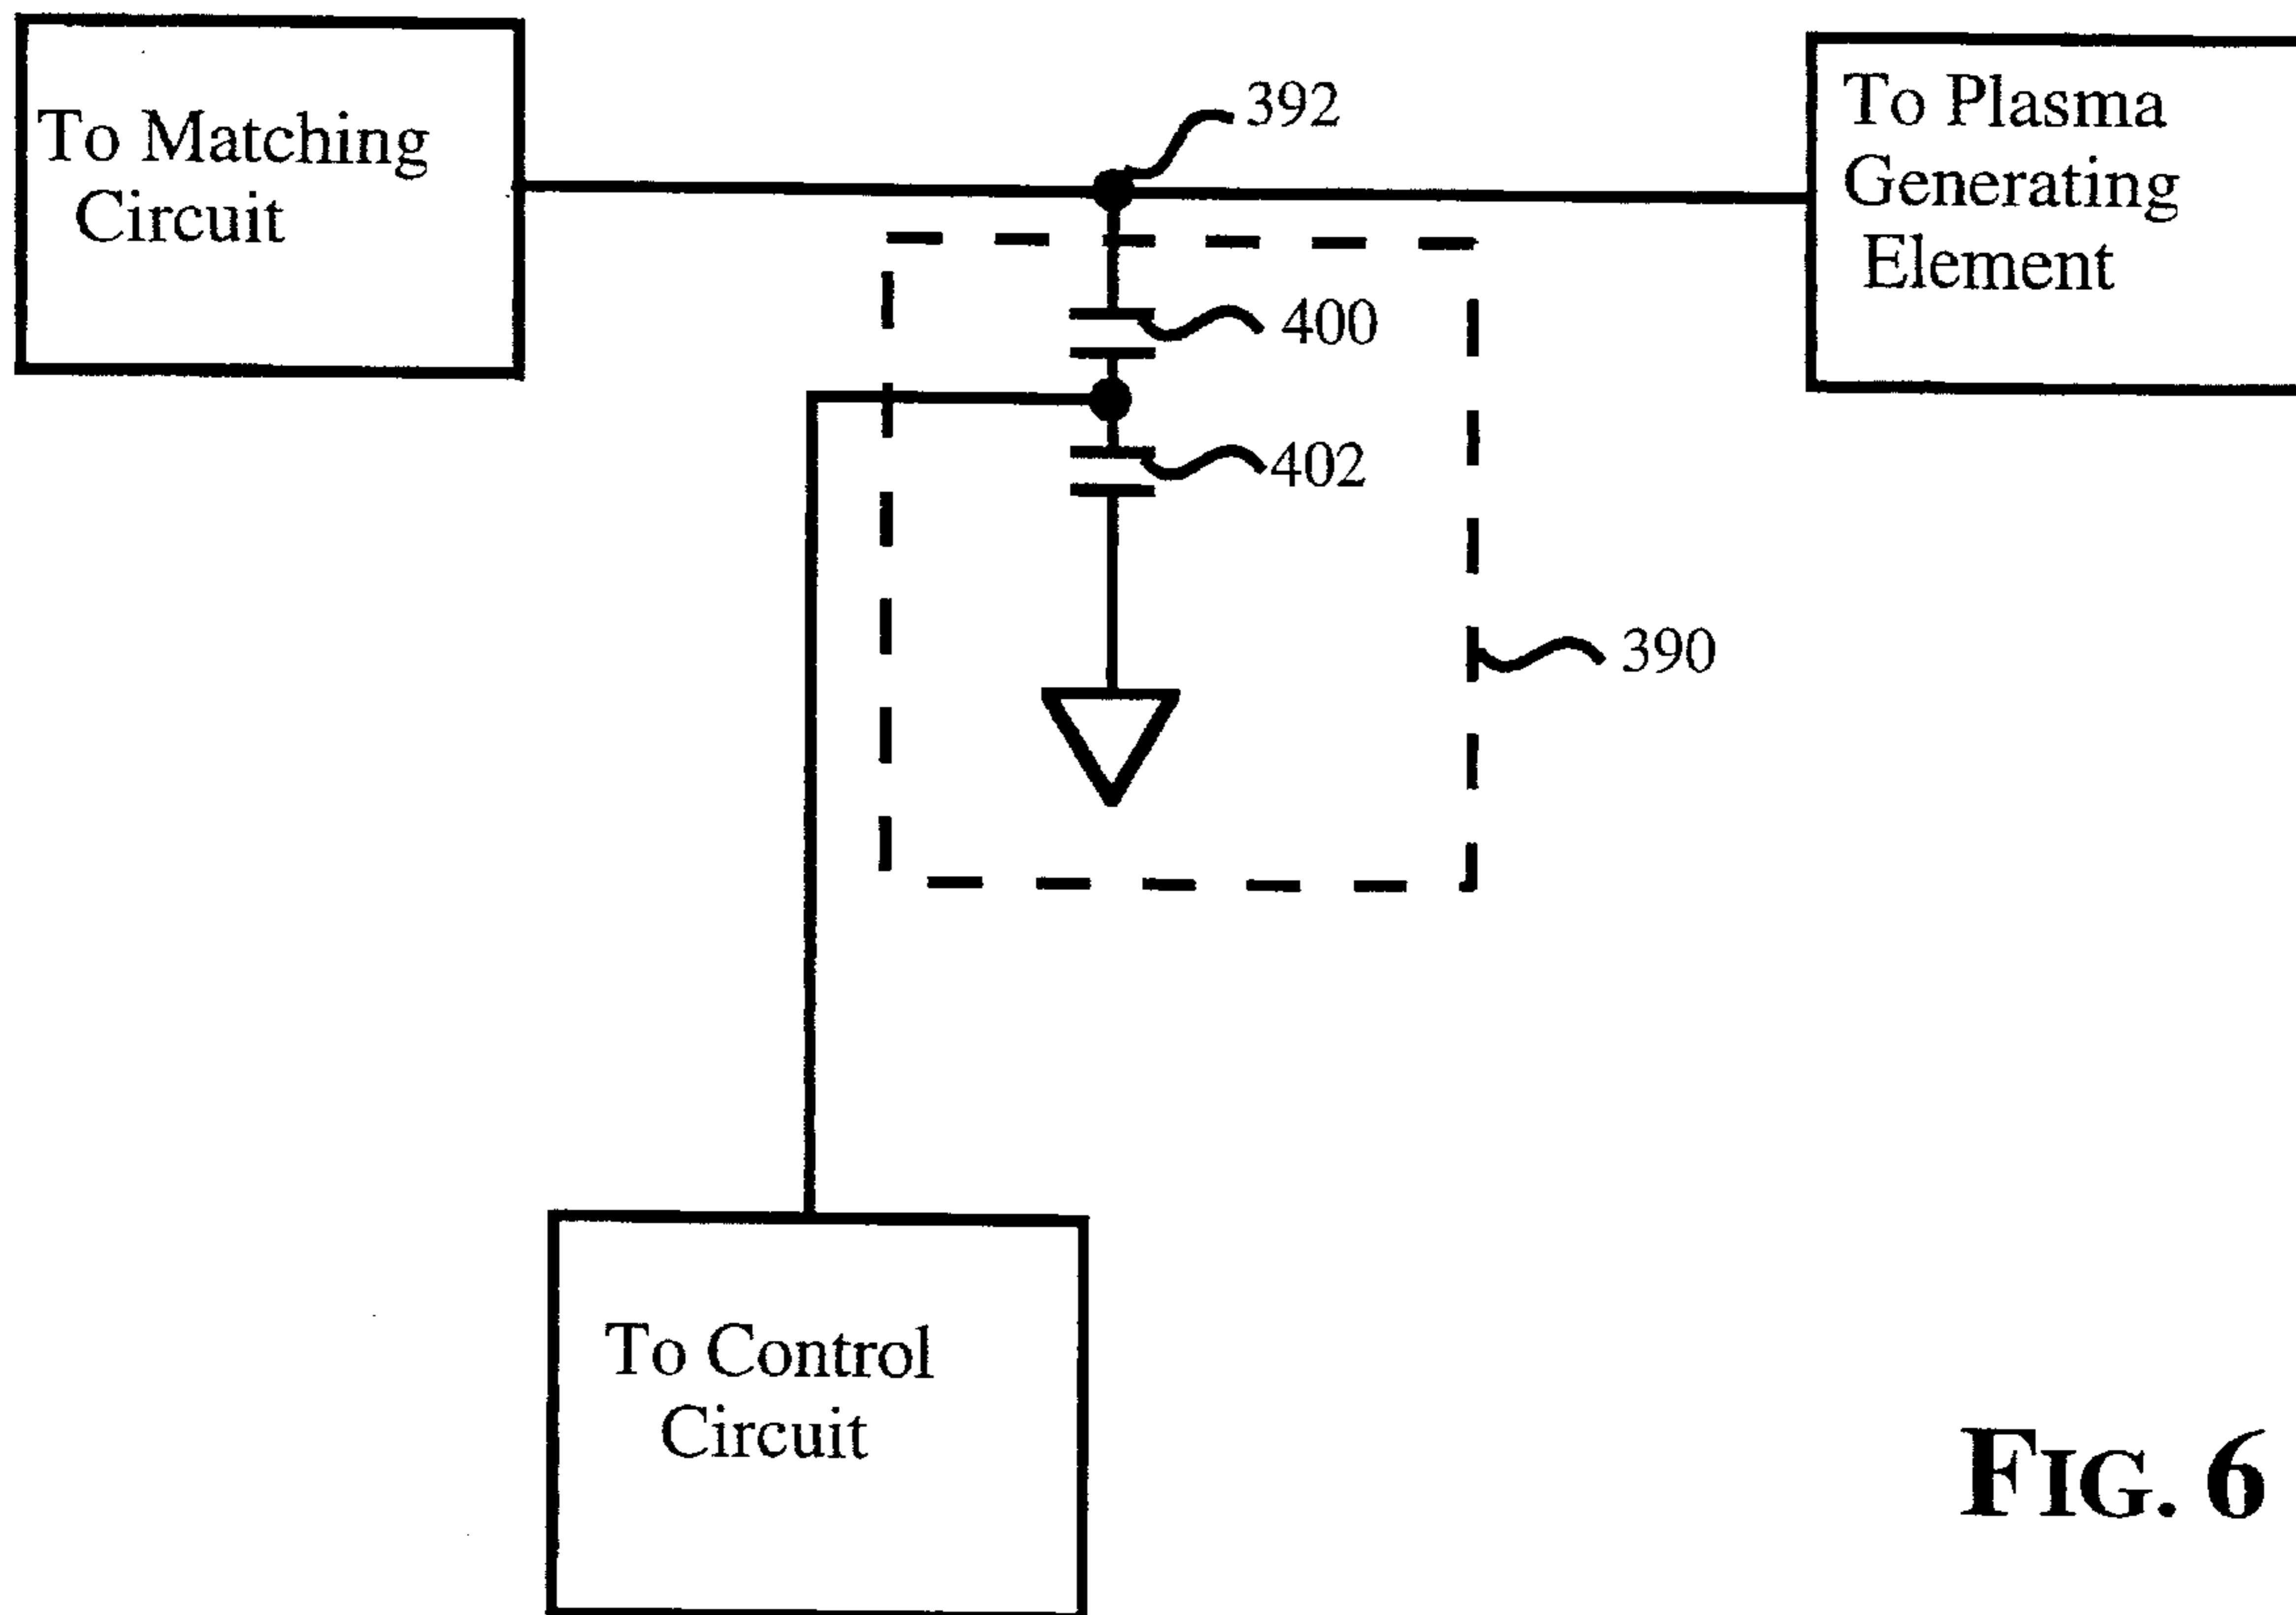 To Matching
Circuit
392
To Plasma
Generating
Element
400
402
390
To Control
Circuit
FIG. 6